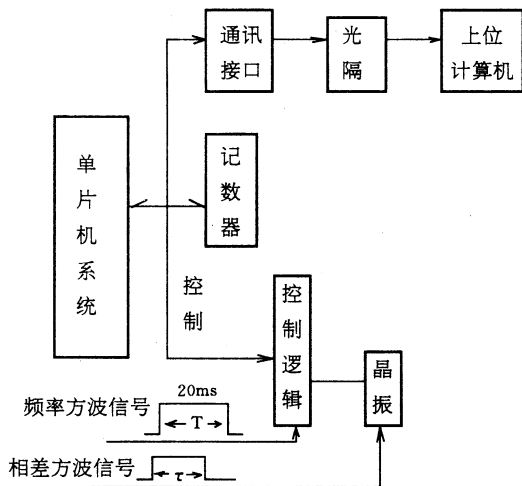 通讯
接口
光
隔
上位
计算机
单
片
机
系
统
记
数
器
控
制
控
制
逻
辑
晶
振
20ms
频率方波信号
T
相差方波信号
τ